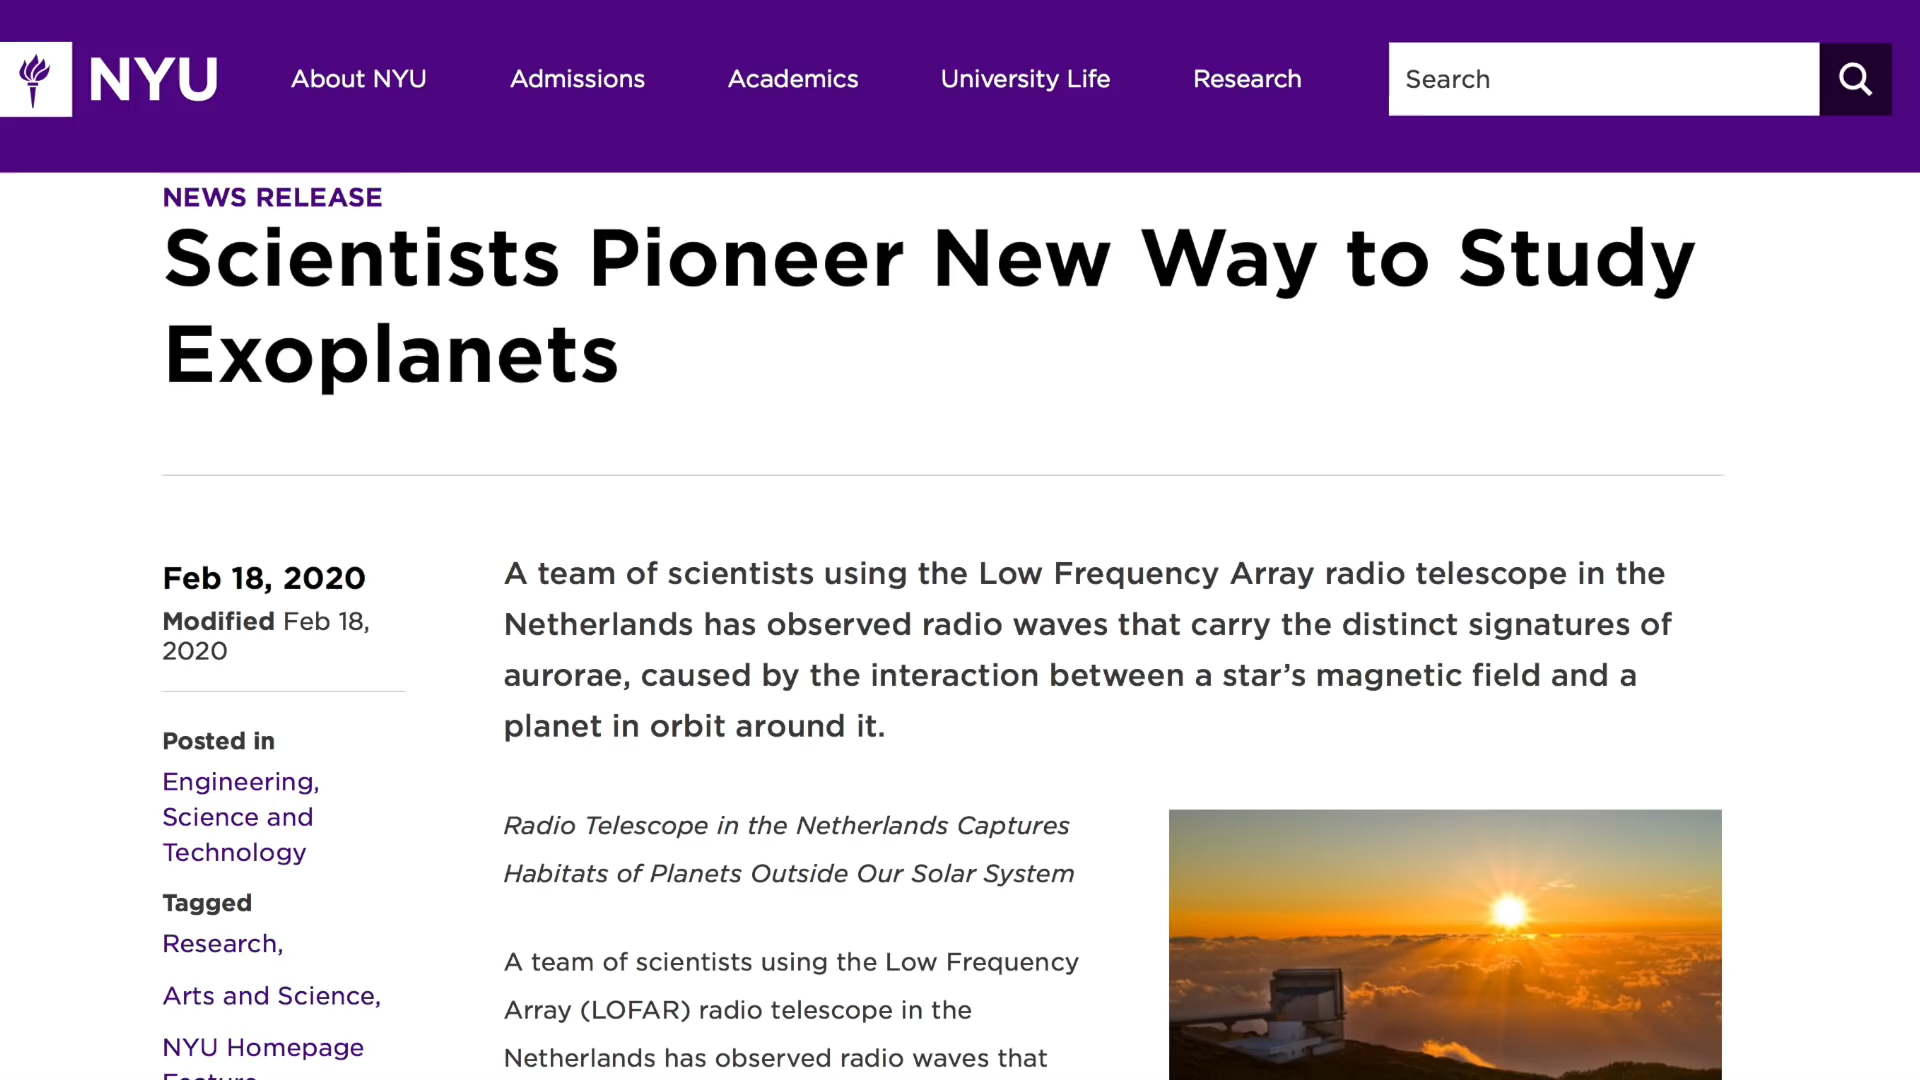 NYU
About NYU
Admissions
Academics
University Life
Research
Search
NEWS RELEASE
Scientists Pioneer New Way to Study
Exoplanets
Feb 18, 2020
Modified Feb 18,
2020
Posted in
Engineering,
Science and
Technology
Tagged
Research,
Arts and Science,
NYU Homepage
Feature
A team of scientists using the Low Frequency Array radio telescope in the
Netherlands has observed radio waves that carry the distinct signatures of
aurorae, caused by the interaction between a star’s magnetic field and a
planet in orbit around it.
Radio Telescope in the Netherlands Captures
Habitats of Planets Outside Our Solar System
A team of scientists using the Low Frequency
Array (LOFAR) radio telescope in the
Netherlands has observed radio waves that